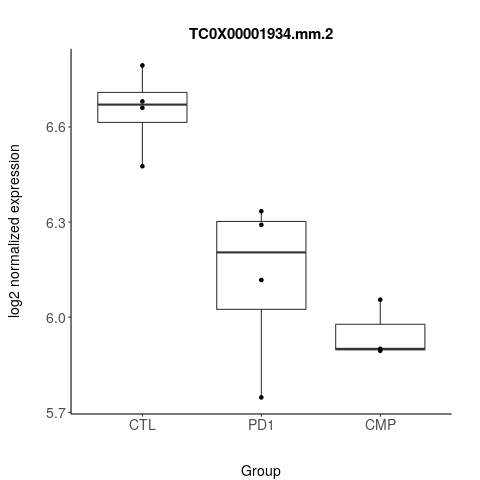 TC0X00001934.mm.2
log2 normalized expression
6.6
6.3
6.0
5.7
CTL PD1 CMP
Group